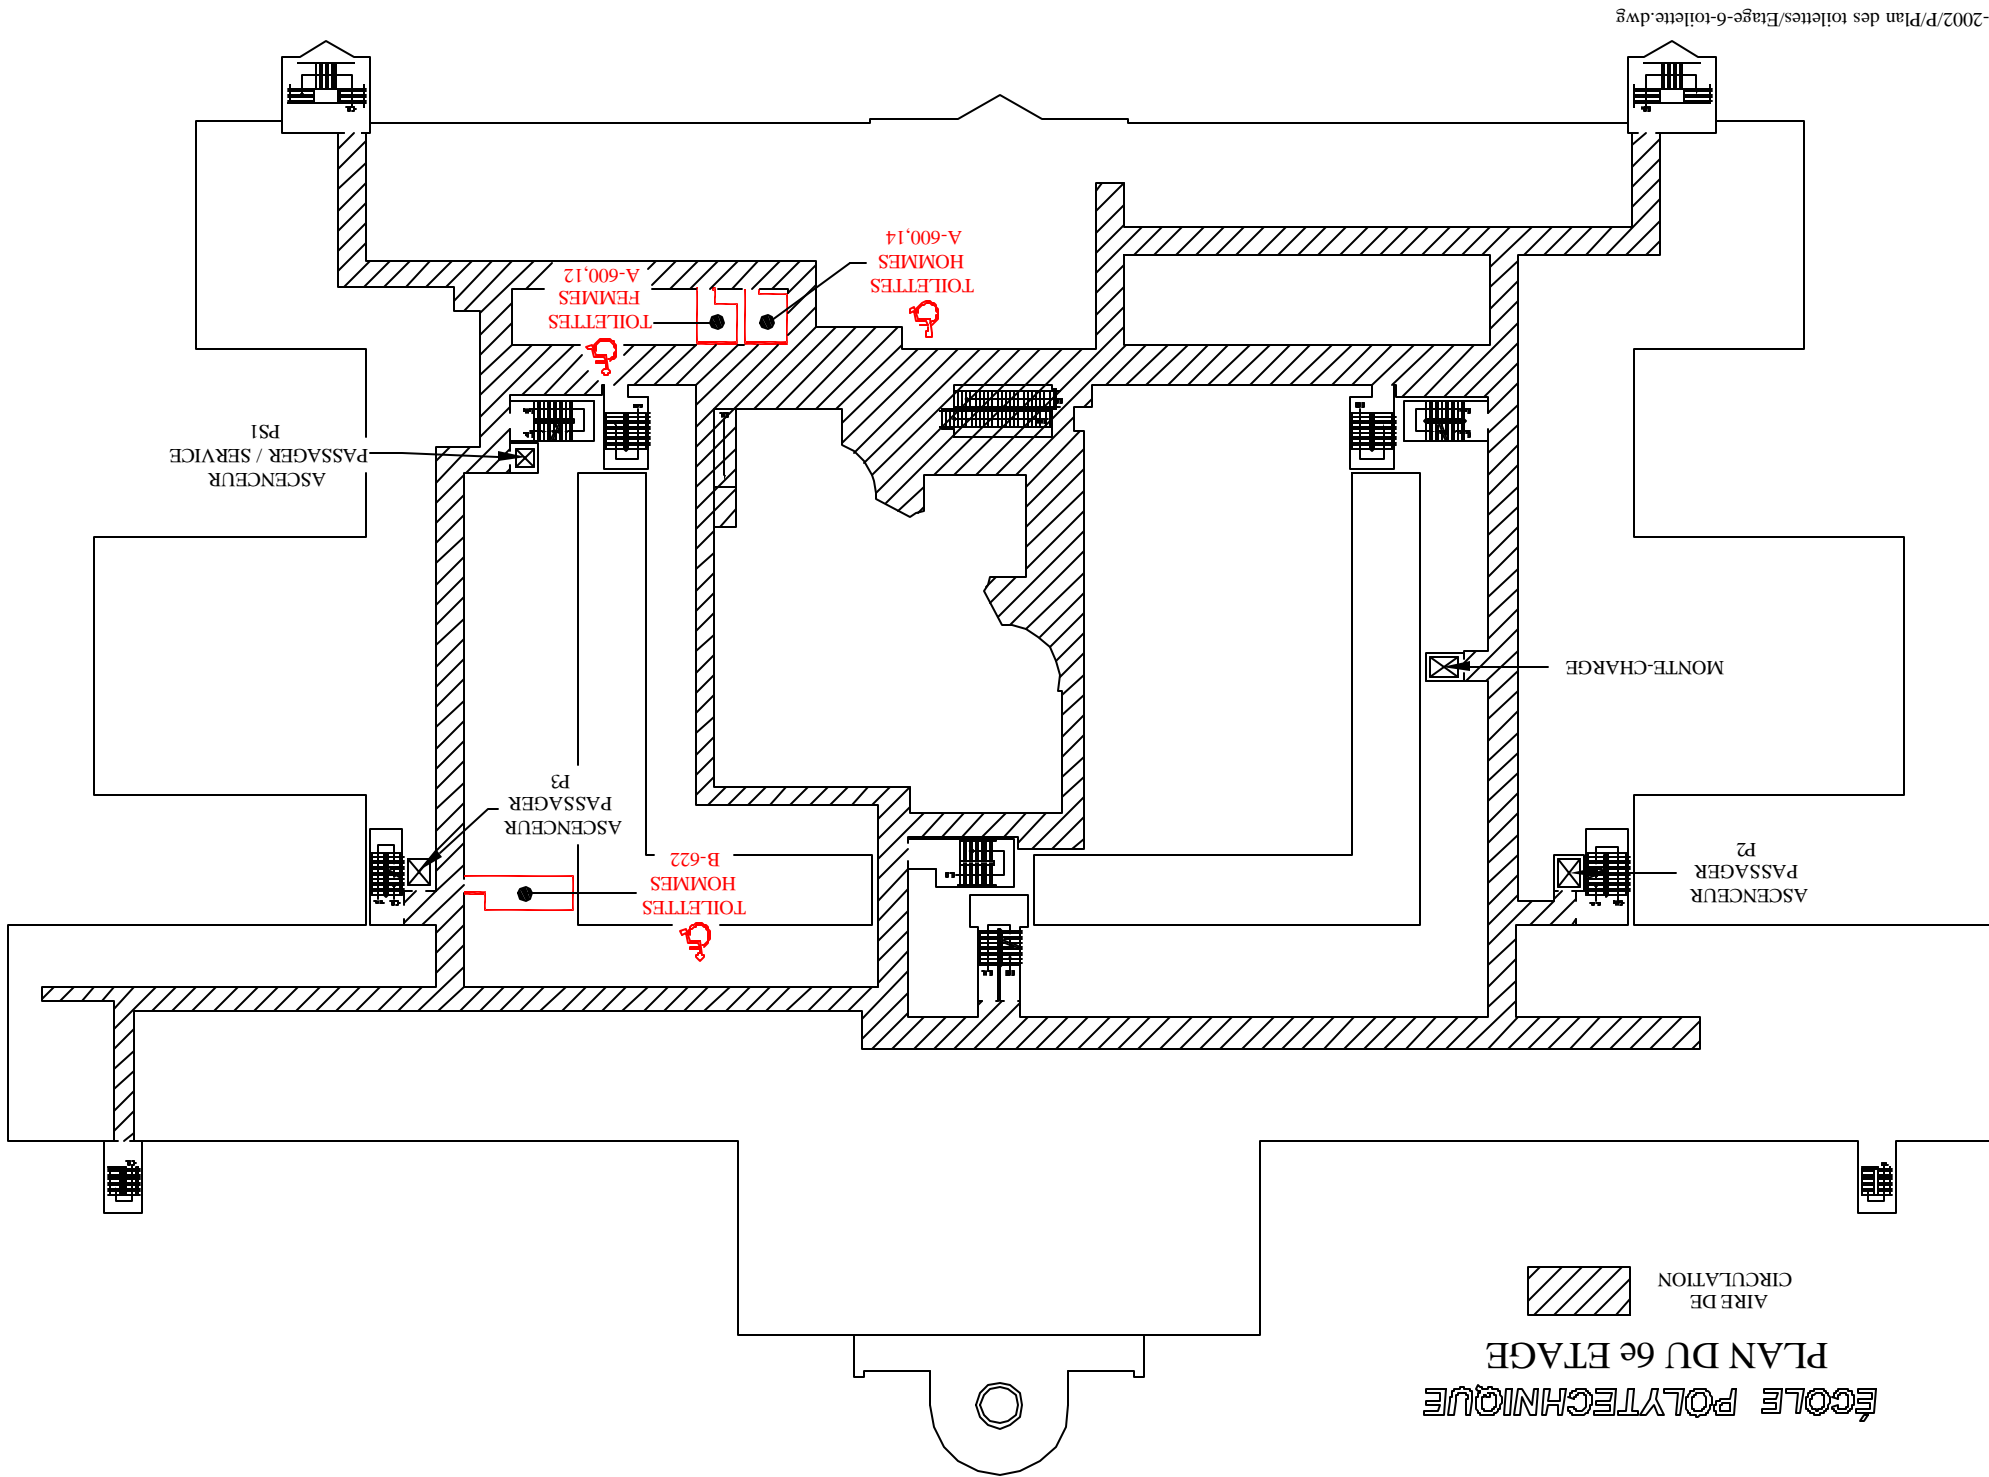 ÉCOLE POLYTECHNIQUE
PLAN DU 6e ETAGE
AIRE DE
CIRCULATION
ASCENCEUR
PASSAGER
P2
TOILETTES
HOMMES
B-622
ASCENCEUR
PASSAGER
P3
MONTE-CHARGE
ASCENCEUR
PASSAGER / SERVICE
PS1
TOILETTES
HOMMES
A-600,14
TOILETTES
FEMMES
A-600,12
-2002/P/Plan des toilettes/Etage-6-toilette.dwg